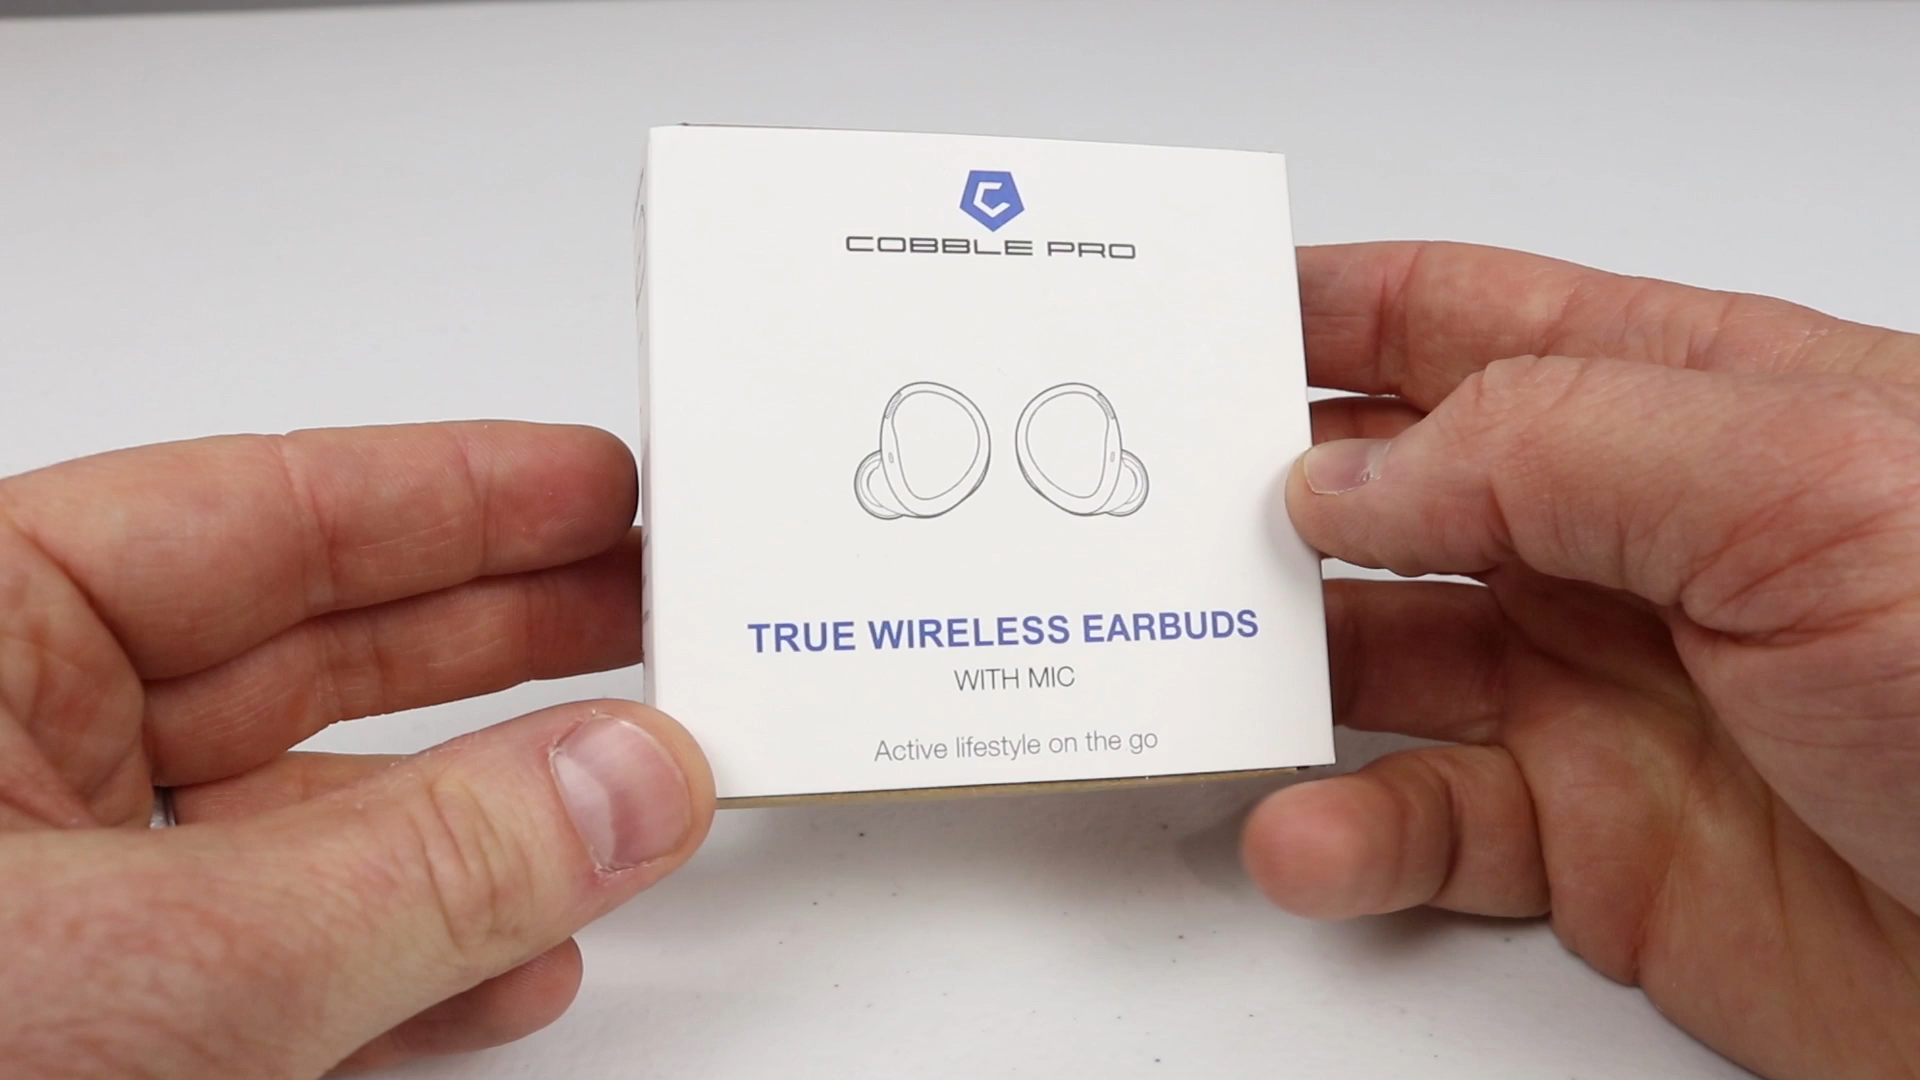 COBBLE PRO
TRUE WIRELESS EARBUDS
WITH MIC
Active lifestyle on the go